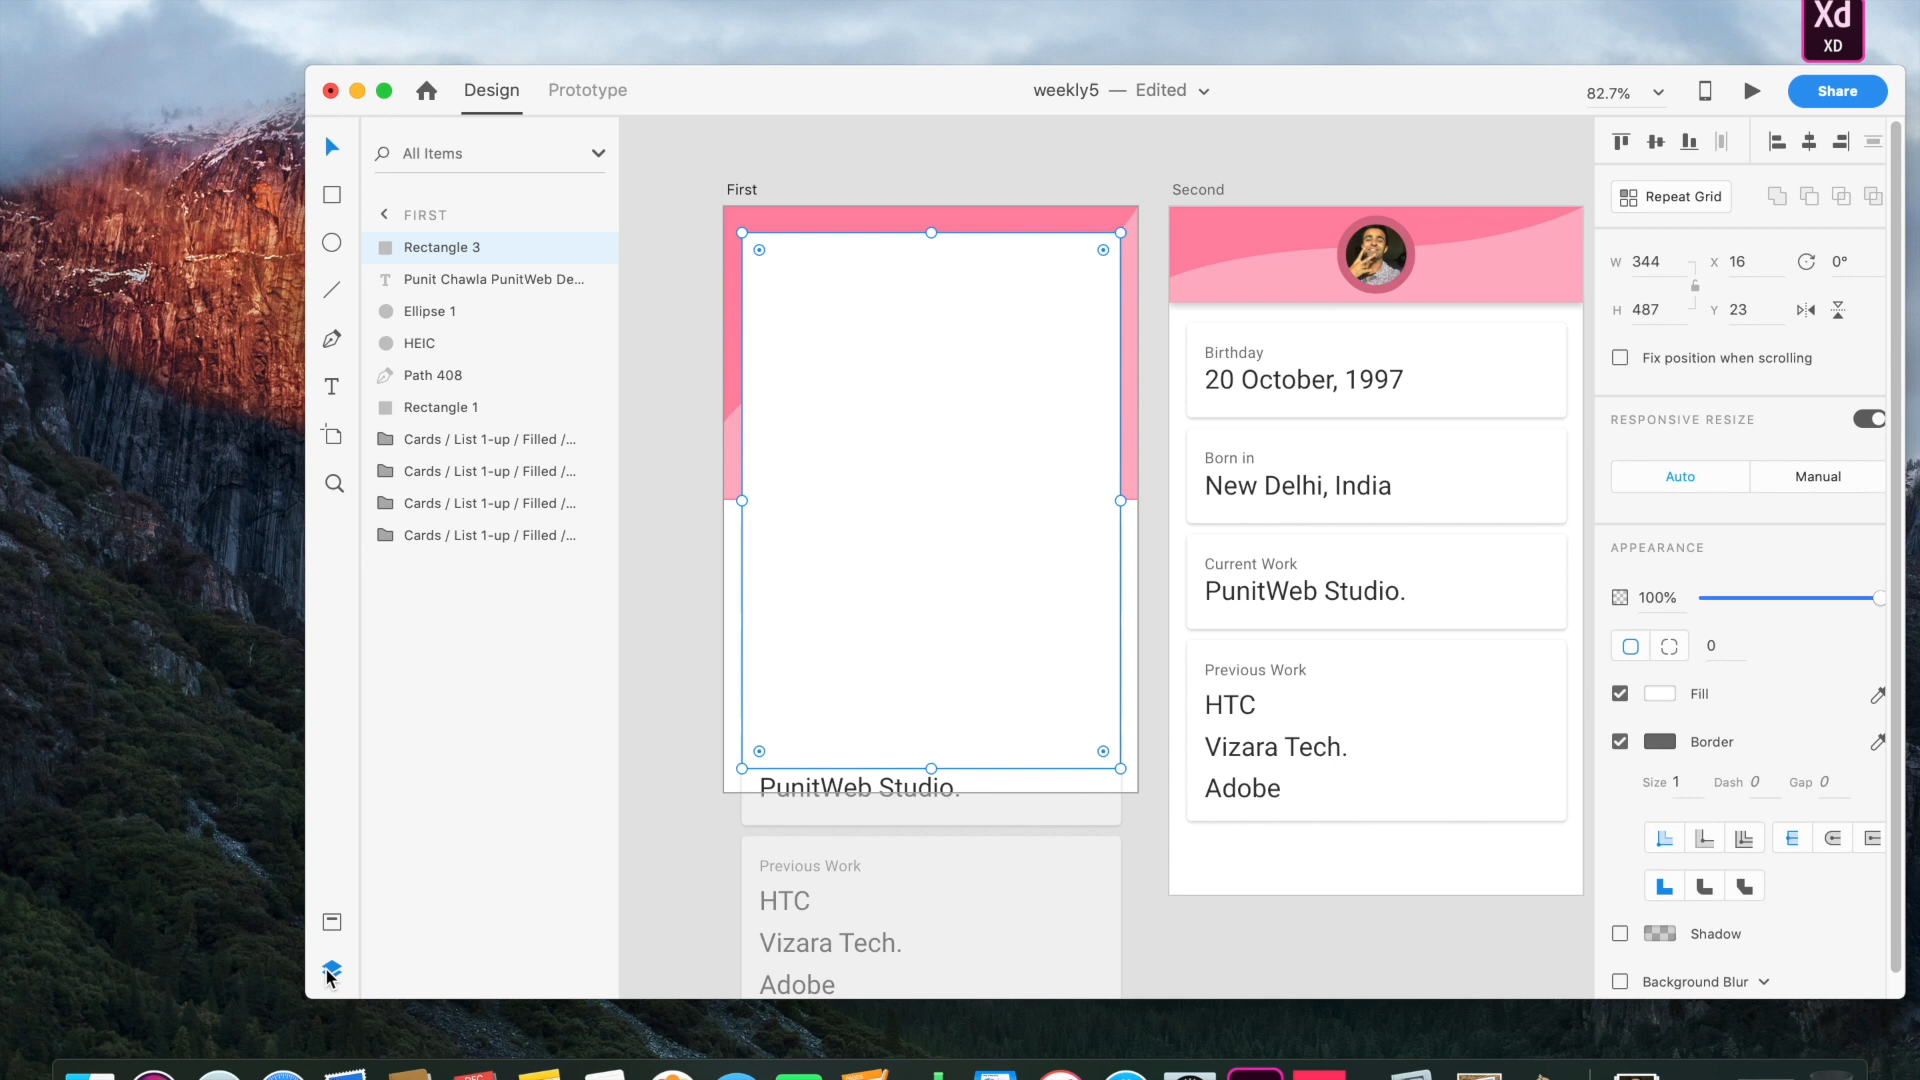 Xd
XD
Design
Prototype
weekly5 — Edited
82.7%
Share
All Items
FIRST
Rectangle 3
Punit Chawla PunitWeb De...
Ellipse 1
HEIC
Path 408
Rectangle 1
Cards / List 1-up / Filled /...
Cards / List 1-up / Filled /...
Cards / List 1-up / Filled /...
Cards / List 1-up / Filled /...
First
PunitWeb Studio.
Previous Work
HTC
Vizara Tech.
Adobe
Second
Birthday
20 October, 1997
Born in
New Delhi, India
Current Work
PunitWeb Studio.
Previous Work
HTC
Vizara Tech.
Adobe
Repeat Grid
W 344 X 16 0°
H 487 Y 23
Fix position when scrolling
RESPONSIVE RESIZE
Auto Manual
APPEARANCE
100%
0
Fill
Border
Size 1 Dash 0 Gap 0
Shadow
Background Blur